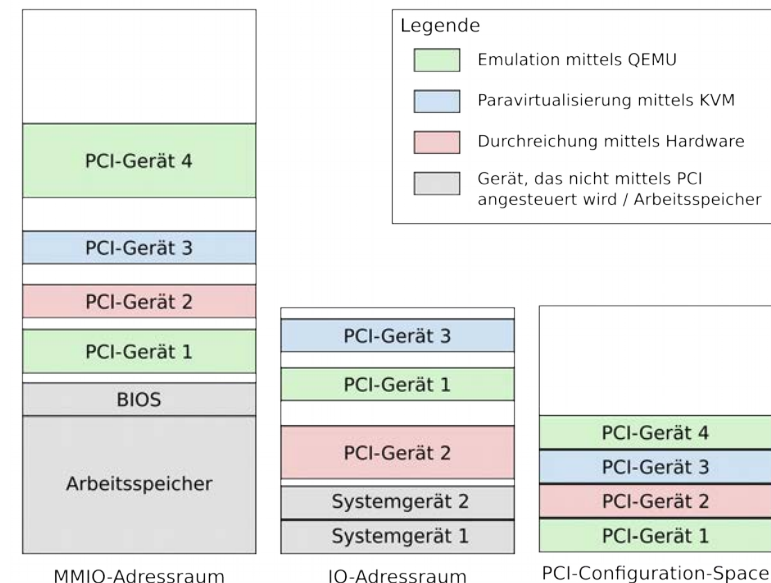 Legende
Emulation mittels QEMU
Paravirtualisierung mittels KVM
Durchreichung mittels Hardware
Gerät, das nicht mittels PCI
angesteuert wird / Arbeitsspeicher
PCI-Gerät 4
PCI-Gerät 3
PCI-Gerät 2
PCI-Gerät 1
BIOS
Arbeitsspeicher
MMIO-Adressraum
PCI-Gerät 3
PCI-Gerät 1
PCI-Gerät 2
Systemgerät 2
Systemgerät 1
IO-Adressraum
PCI-Gerät 4
PCI-Gerät 3
PCI-Gerät 2
PCI-Gerät 1
PCI-Configuration-Space